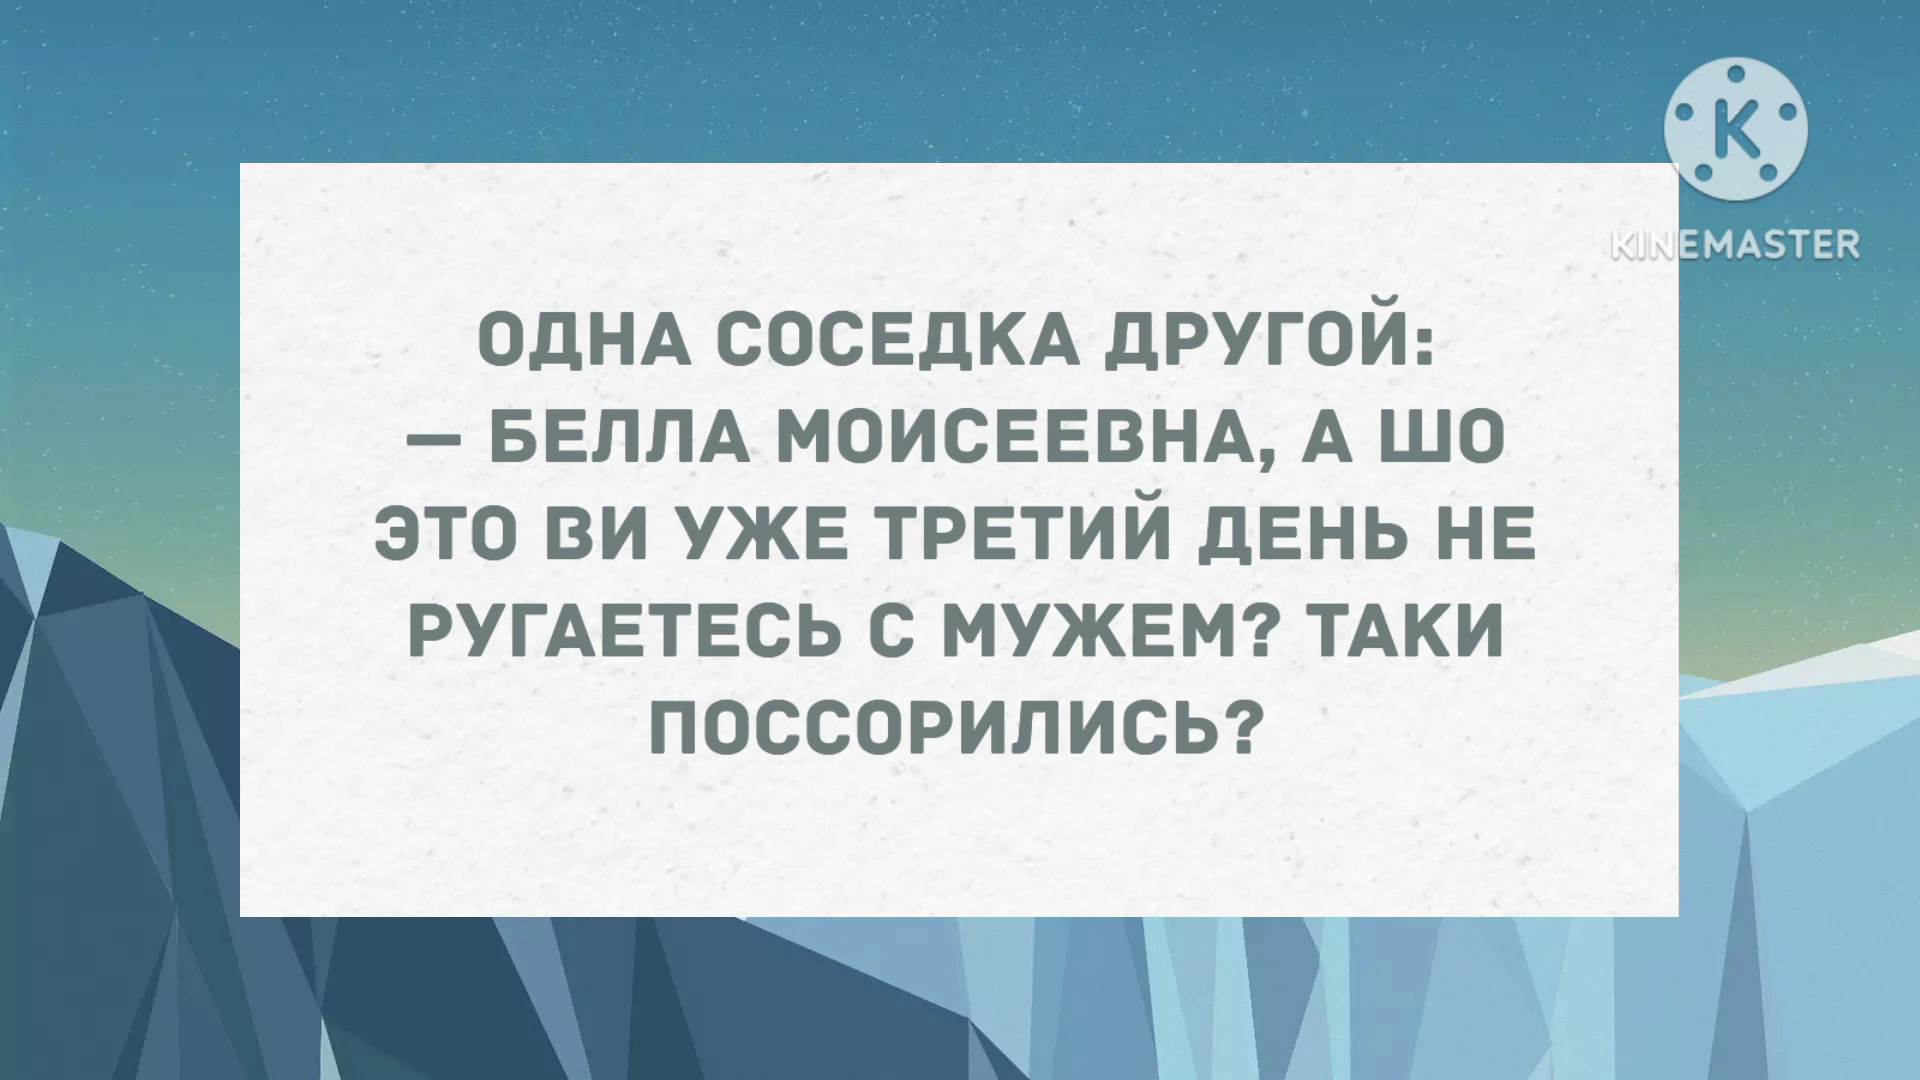 ОДНА СОСЕДКА ДРУГОЙ:
— БЕЛЛА МОИСЕЕВНА, А ШО
ЭТО ВИ УЖЕ ТРЕТИЙ ДЕНЬ НЕ
РУГАЕТЕСЬ С МУЖЕМ? ТАКИ
ПОССОРИЛИСЬ?
K
KINEMASTER